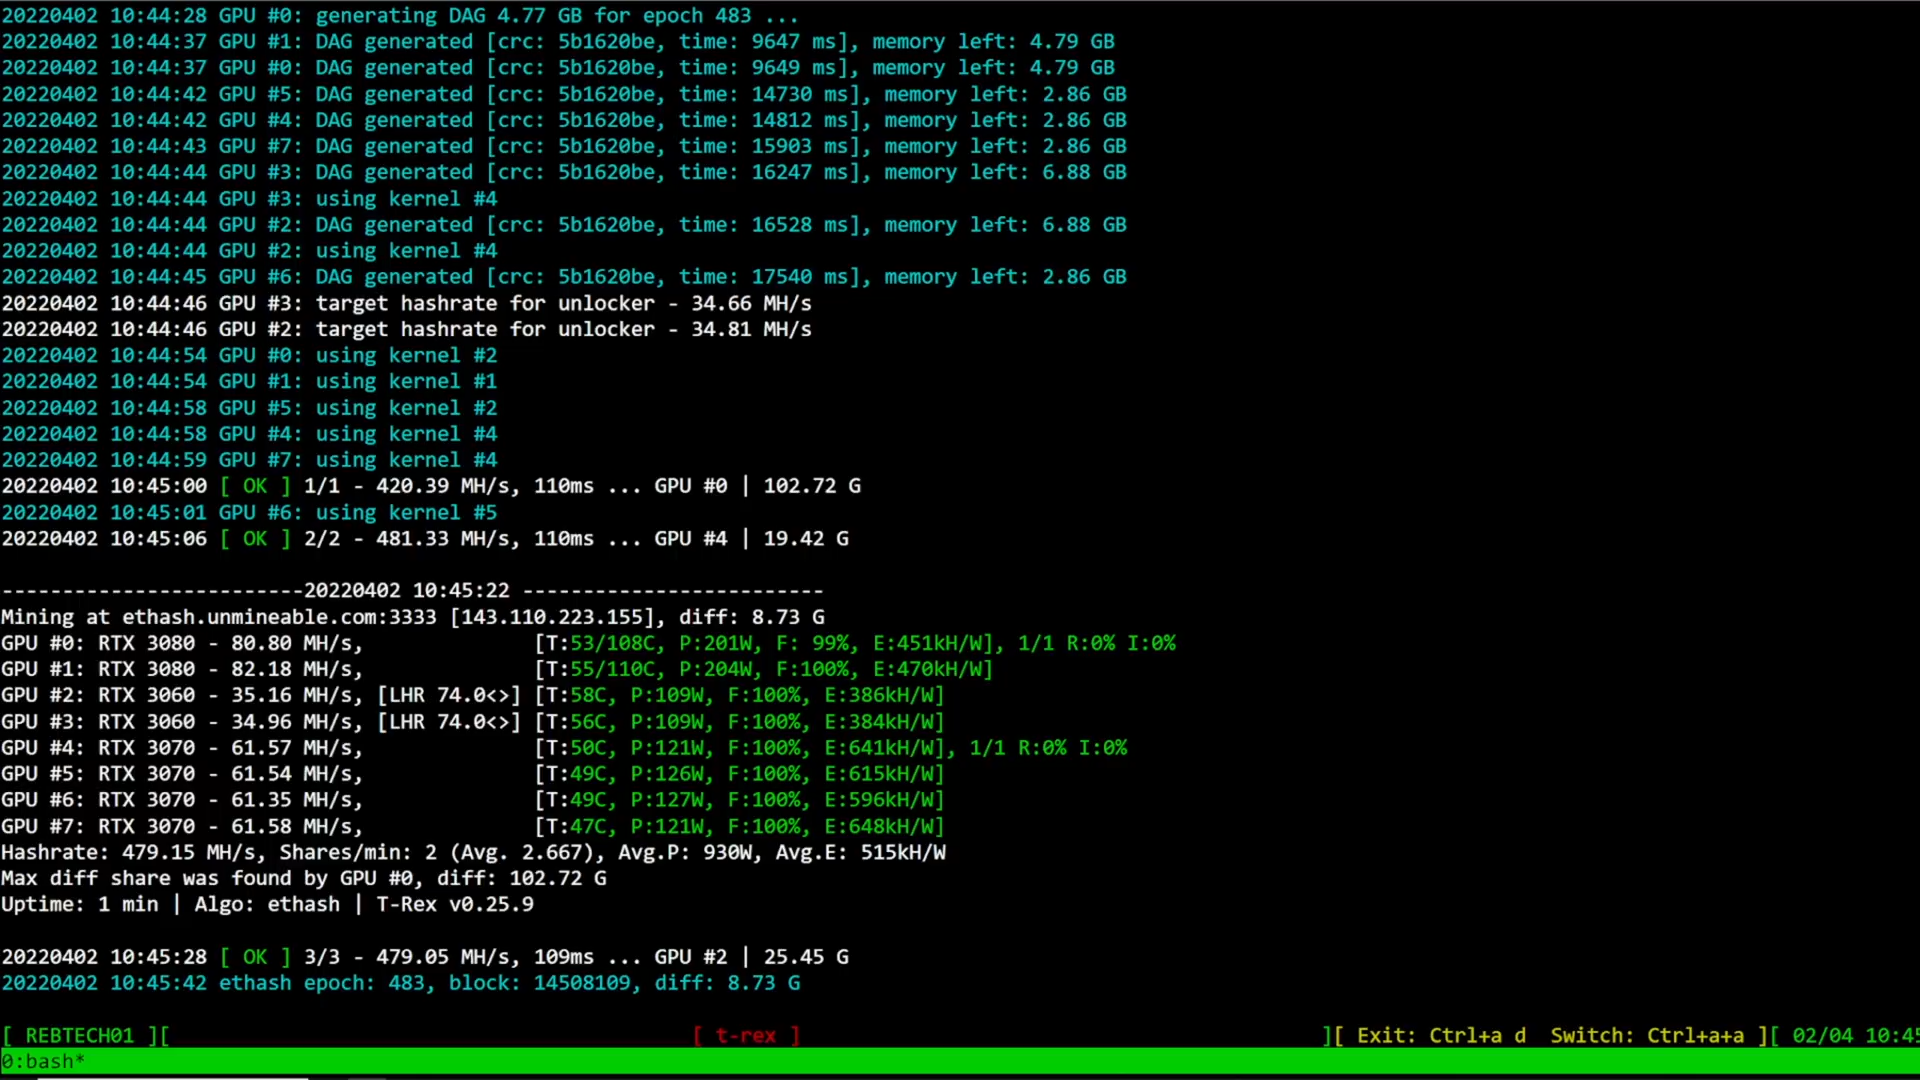 20220402 10:44:28 GPU #0: generating DAG 4.77 GB for epoch 483 ...
20220402 10:44:37 GPU #1: DAG generated [crc: 5b1620be, time: 9647 ms], memory left: 4.79 GB
20220402 10:44:37 GPU #0: DAG generated [crc: 5b1620be, time: 9649 ms], memory left: 4.79 GB
20220402 10:44:42 GPU #5: DAG generated [crc: 5b1620be, time: 14730 ms], memory left: 2.86 GB
20220402 10:44:42 GPU #4: DAG generated [crc: 5b1620be, time: 14812 ms], memory left: 2.86 GB
20220402 10:44:43 GPU #7: DAG generated [crc: 5b1620be, time: 15903 ms], memory left: 2.86 GB
20220402 10:44:44 GPU #3: DAG generated [crc: 5b1620be, time: 16247 ms], memory left: 6.88 GB
20220402 10:44:44 GPU #3: using kernel #4
20220402 10:44:44 GPU #2: DAG generated [crc: 5b1620be, time: 16528 ms], memory left: 6.88 GB
20220402 10:44:44 GPU #2: using kernel #4
20220402 10:44:45 GPU #6: DAG generated [crc: 5b1620be, time: 17540 ms], memory left: 2.86 GB
20220402 10:44:46 GPU #3: target hashrate for unlocker - 34.66 MH/s
20220402 10:44:46 GPU #2: target hashrate for unlocker - 34.81 MH/s
20220402 10:44:54 GPU #0: using kernel #2
20220402 10:44:54 GPU #1: using kernel #1
20220402 10:44:58 GPU #5: using kernel #2
20220402 10:44:58 GPU #4: using kernel #4
20220402 10:44:59 GPU #7: using kernel #4
20220402 10:45:00 [ OK ] 1/1 - 420.39 MH/s, 110ms ... GPU #0 | 102.72 G
20220402 10:45:01 GPU #6: using kernel #5
20220402 10:45:06 [ OK ] 2/2 - 481.33 MH/s, 110ms ... GPU #4 | 19.42 G
-------------------------20220402 10:45:22 -------------------------
Mining at ethash.unmineable.com:3333 [143.110.223.155], diff: 8.73 G
GPU #0: RTX 3080 - 80.80 MH/s, [T:53/108C, P:201W, F: 99%, E:451kH/W], 1/1 R:0% I:0%
GPU #1: RTX 3080 - 82.18 MH/s, [T:55/110C, P:204W, F:100%, E:470kH/W]
GPU #2: RTX 3060 - 35.16 MH/s, [LHR 74.0<>] [T:58C, P:109W, F:100%, E:386kH/W]
GPU #3: RTX 3060 - 34.96 MH/s, [LHR 74.0<>] [T:56C, P:109W, F:100%, E:384kH/W]
GPU #4: RTX 3070 - 61.57 MH/s, [T:50C, P:121W, F:100%, E:641kH/W], 1/1 R:0% I:0%
GPU #5: RTX 3070 - 61.54 MH/s, [T:49C, P:126W, F:100%, E:615kH/W]
GPU #6: RTX 3070 - 61.35 MH/s, [T:49C, P:127W, F:100%, E:596kH/W]
GPU #7: RTX 3070 - 61.58 MH/s, [T:47C, P:121W, F:100%, E:648kH/W]
Hashrate: 479.15 MH/s, Shares/min: 2 (Avg. 2.667), Avg.P: 930W, Avg.E: 515kH/W
Max diff share was found by GPU #0, diff: 102.72 G
Uptime: 1 min | Algo: ethash | T-Rex v0.25.9
20220402 10:45:28 [ OK ] 3/3 - 479.05 MH/s, 109ms ... GPU #2 | 25.45 G
20220402 10:45:42 ethash epoch: 483, block: 14508109, diff: 8.73 G
[ REBTECH01 ][ [ t-rex ] ][ Exit: Ctrl+a d Switch: Ctrl+a+a ][ 02/04 10:45
0:bash*